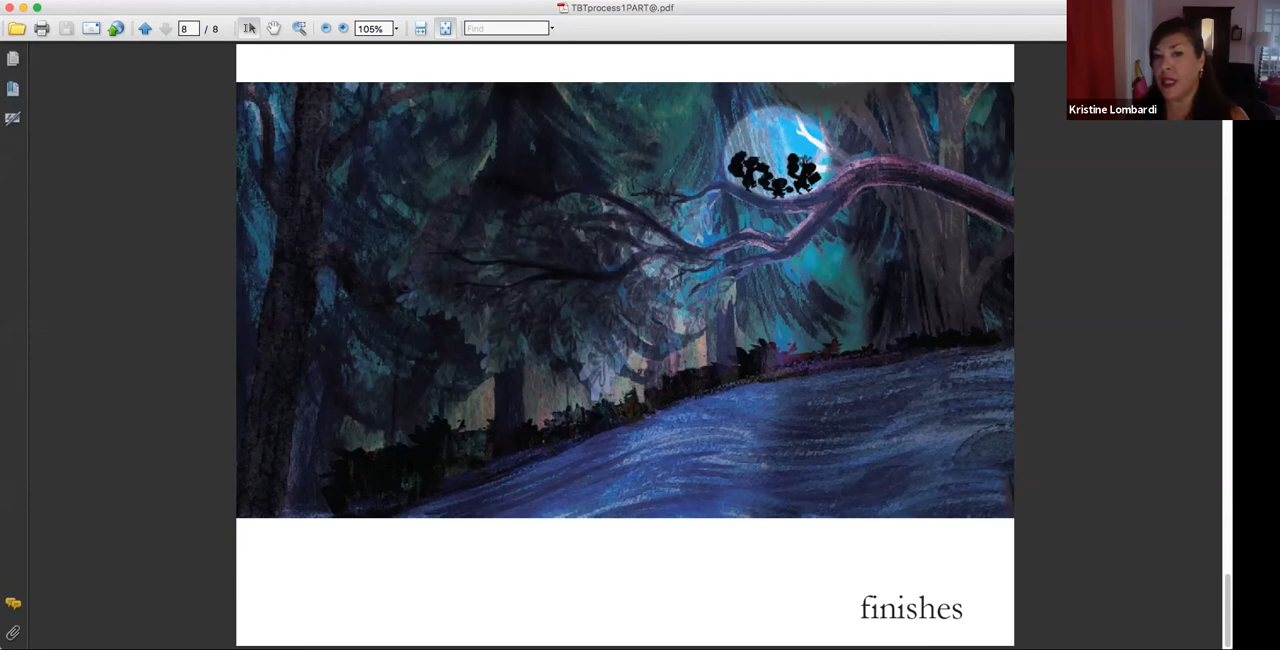 TBTprocess1PART@.pdf
8 / 8
105%
Find
Kristine Lombardi
finishes